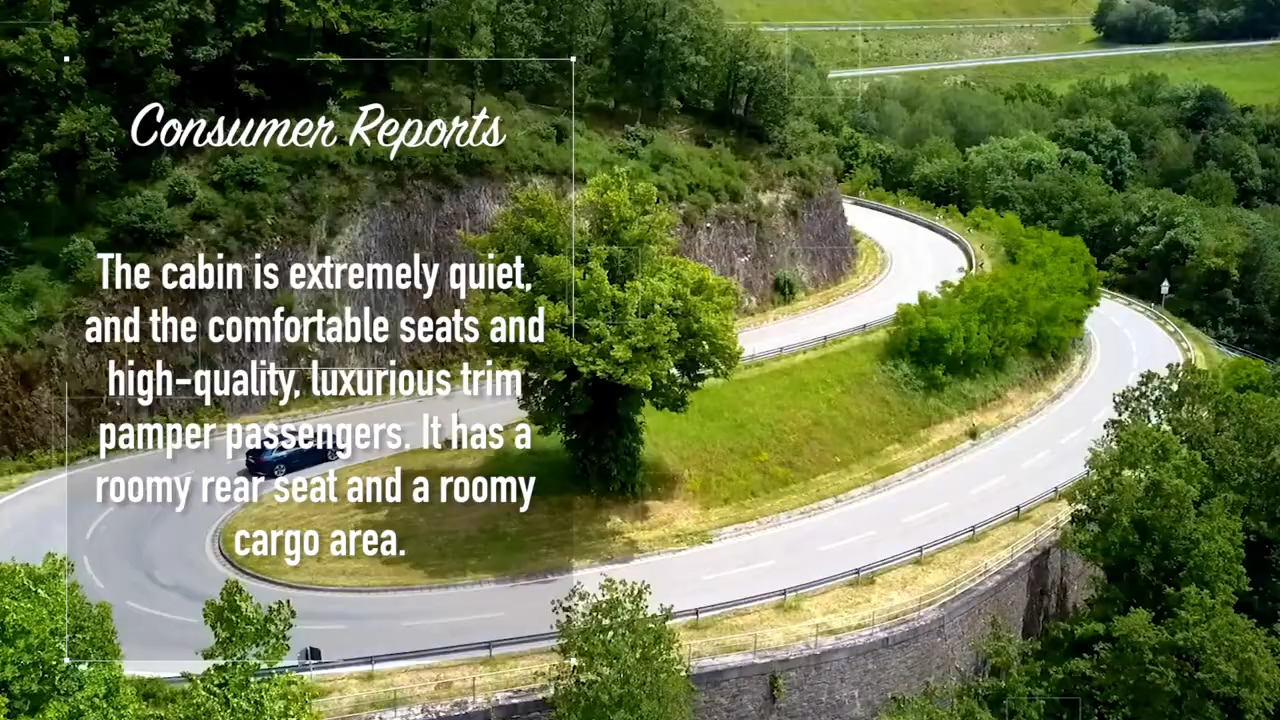 Consumer Reports
The cabin is extremely quiet,
and the comfortable seats and
high-quality, luxurious trim
pamper passengers. It has a
roomy rear seat and a roomy
cargo area.